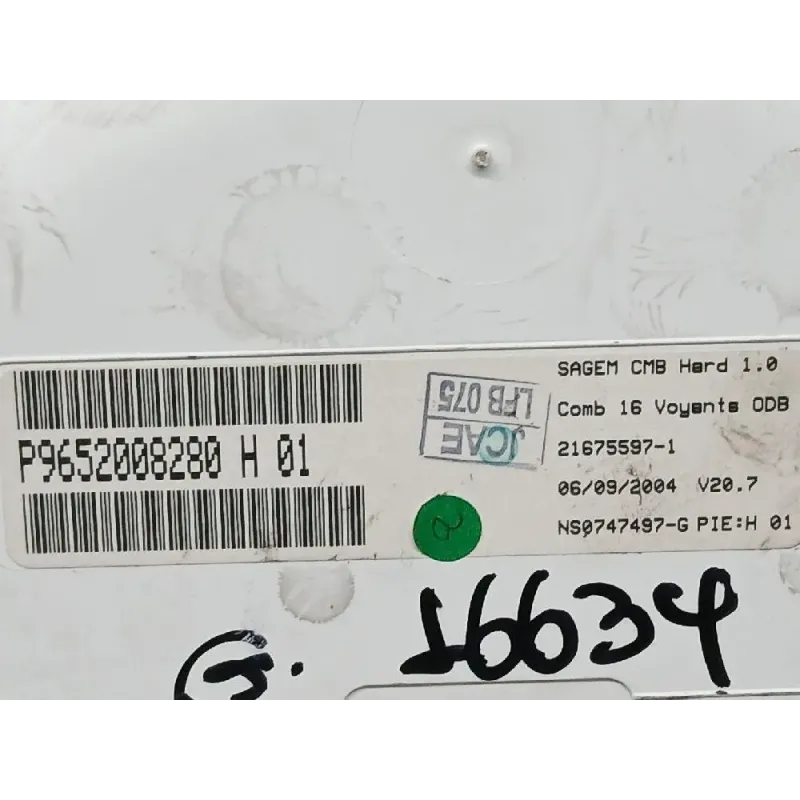 P9652008280 H 01
LFB 075
JCAE
SAGEM CMB Hard 1.0
Comb 16 Voyants ODB
21675597-1
06/09/2004 V20.7
NS0747497-G PIE:H 01
16634